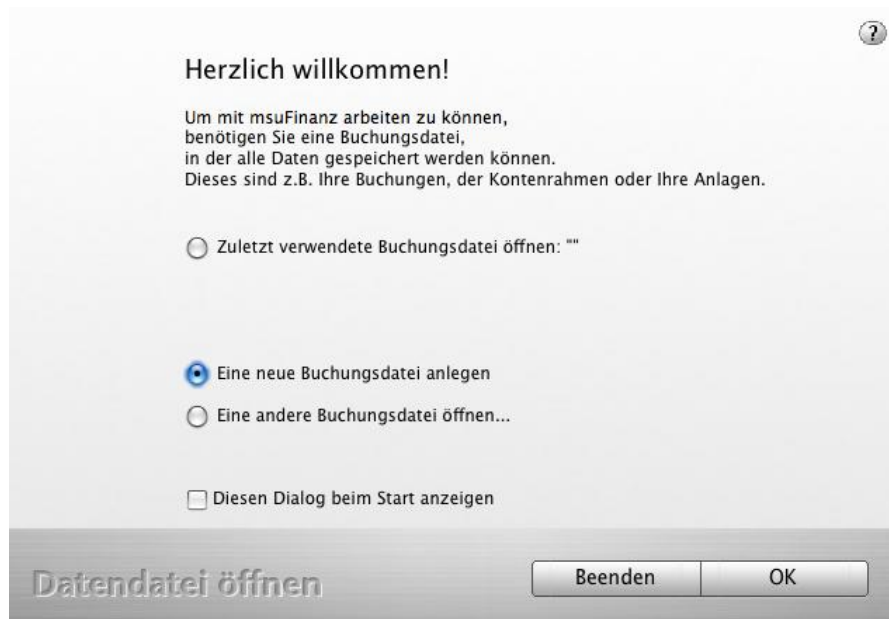 ?
Herzlich willkommen!
Um mit msuFinanz arbeiten zu können,
benötigen Sie eine Buchungsdatei,
in der alle Daten gespeichert werden können.
Dieses sind z.B. Ihre Buchungen, der Kontenrahmen oder Ihre Anlagen.
Zuletzt verwendete Buchungsdatei öffnen: ""
Eine neue Buchungsdatei anlegen
Eine andere Buchungsdatei öffnen...
Diesen Dialog beim Start anzeigen
Datendatei öffnen
Beenden OK